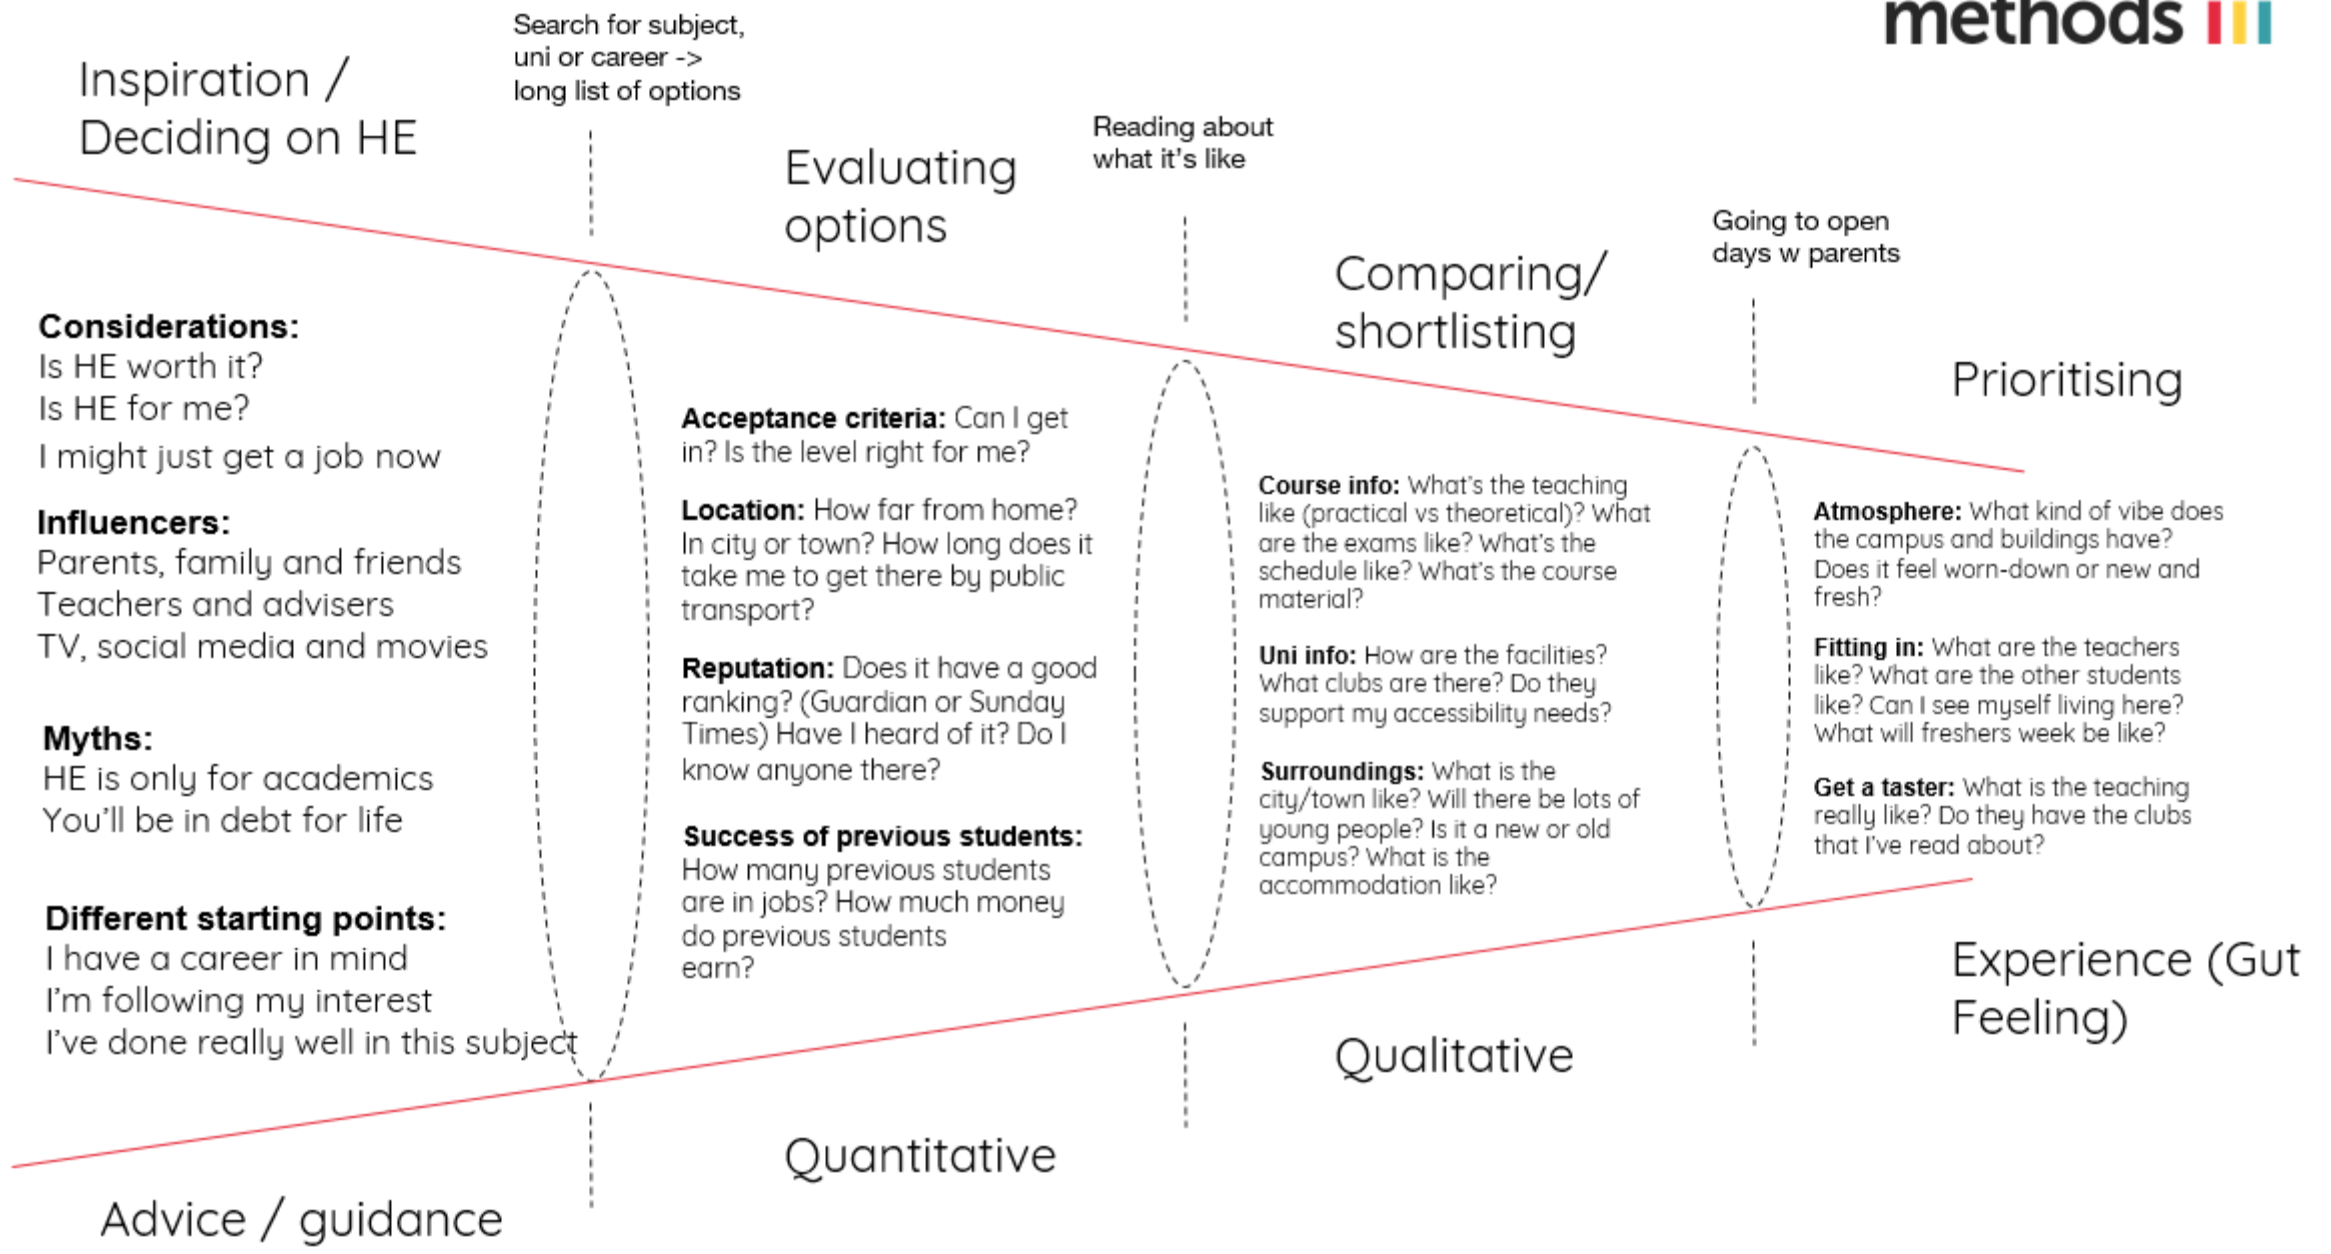 methods
Search for subject,
uni or career ->
long list of options
Inspiration /
Deciding on HE
Reading about
what it's like
Evaluating
options
Going to open
days w parents
Comparing/
shortlisting
Prioritising
Considerations:
Is HE worth it?
Is HE for me?
I might just get a job now
Influencers:
Parents, family and friends
Teachers and advisers
TV, social media and movies
Myths:
HE is only for academics
You'll be in debt for life
Different starting points:
I have a career in mind
I'm following my interest
I've done really well in this subject
Acceptance criteria: Can I get
in? Is the level right for me?
Location: How far from home?
In city or town? How long does it
take me to get there by public
transport?
Reputation: Does it have a good
ranking? (Guardian or Sunday
Times) Have I heard of it? Do I
know anyone there?
Success of previous students:
How many previous students
are in jobs? How much money
do previous students
earn?
Course info: What's the teaching
like (practical vs theoretical)? What
are the exams like? What's the
schedule like? What's the course
material?
Uni info: How are the facilities?
What clubs are there? Do they
support my accessibility needs?
Surroundings: What is the
city/town like? Will there be lots of
young people? Is it a new or old
campus? What is the
accommodation like?
Atmosphere: What kind of vibe does
the campus and buildings have?
Does it feel worn-down or new and
fresh?
Fitting in: What are the teachers
like? What are the other students
like? Can I see myself living here?
What will freshers week be like?
Get a taster: What is the teaching
really like? Do they have the clubs
that I've read about?
Advice / guidance
Quantitative
Qualitative
Experience (Gut
Feeling)